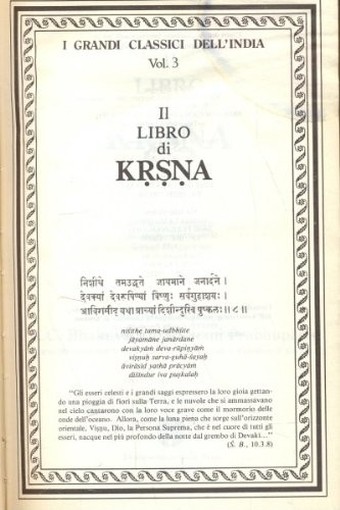 I GRANDI CLASSICI DELL'INDIA
Vol. 3
Il
LIBRO
di
KṚṢṆA
निशीथे तमउद्भूते जायमाने जनार्दने ।
देवक्यां देवरूपिण्यां विष्णुः सर्वगुहाशयः ।
आविरासीद् यथा प्राच्यां दिशीन्दुरिव पुष्कलः ॥ ८ ॥
niśīthe tama-udbhūte
jāyamāne janārdane
devakyāṁ deva-rūpiṇyāṁ
viṣṇuḥ sarva-guhā-śayaḥ
āvirāsīd yathā prācyāṁ
diśīndur iva puṣkalaḥ
"Gli esseri celesti e i grandi saggi espressero la loro gioia gettan-
do una pioggia di fiori sulla Terra, e le nuvole che si ammassavano
nel cielo cantarono con la loro voce grave come il mormorio delle
onde dell'oceano. Allora, come la luna piena che sorge sull'orizzonte
orientale, Viṣṇu, Dio, la Persona Suprema, che è nel cuore di tutti gli
esseri, nacque nel più profondo della notte dal grembo di Devakī..."
(Ś. B., 10.3.8)